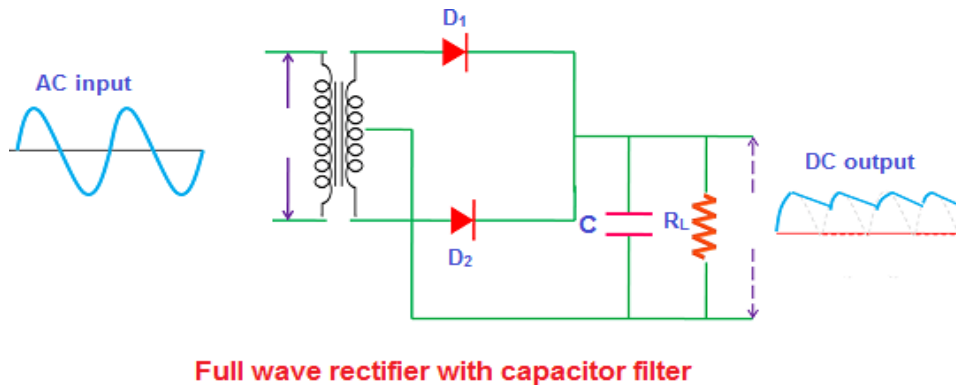 D1
AC input
DC output
C
RL
D2
Full wave rectifier with capacitor filter